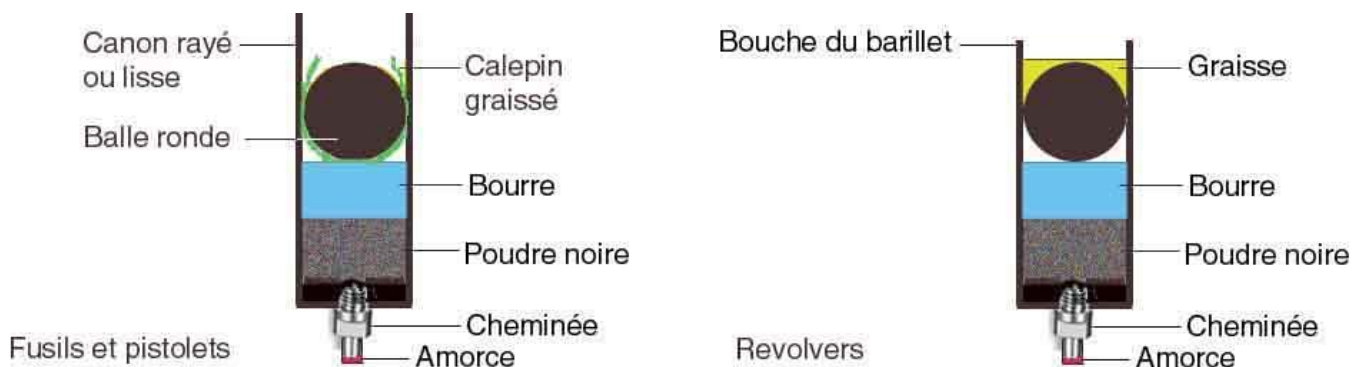 Canon rayé
ou lisse
Calepin
graissé
Balle ronde
Bourre
Poudre noire
Cheminée
Amorce
Fusils et pistolets
Bouche du barillet
Graisse
Bourre
Poudre noire
Cheminée
Amorce
Revolvers